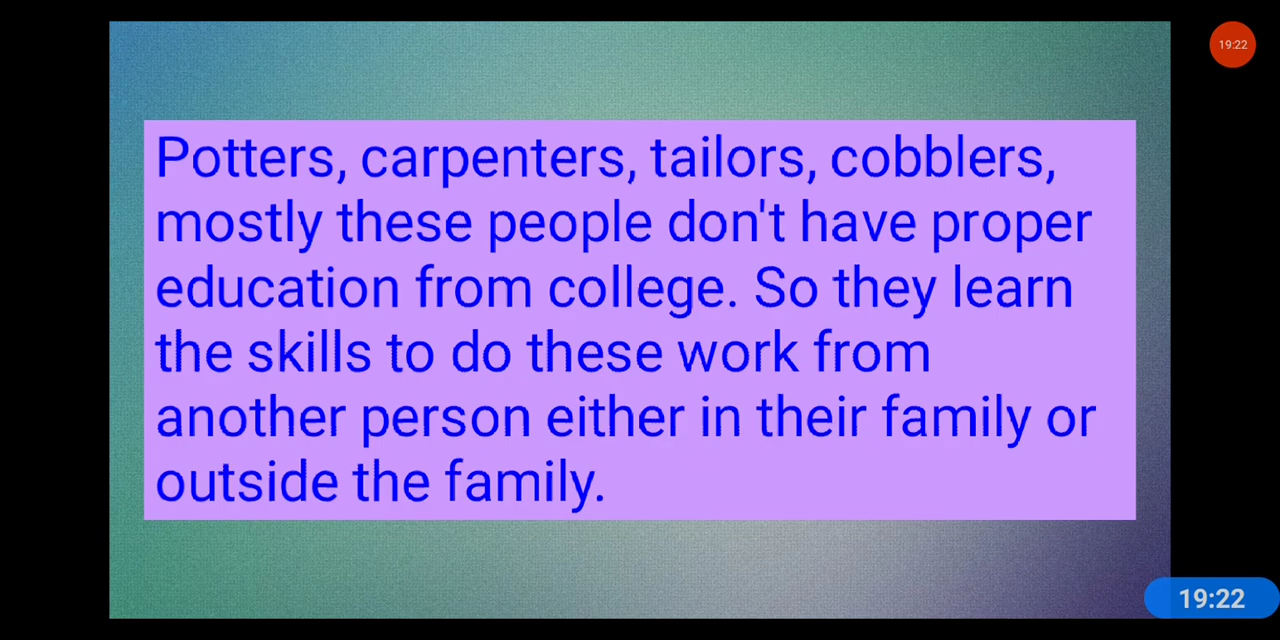 19:22
Potters, carpenters, tailors, cobblers,
mostly these people don't have proper
education from college. So they learn
the skills to do these work from
another person either in their family or
outside the family.
19:22